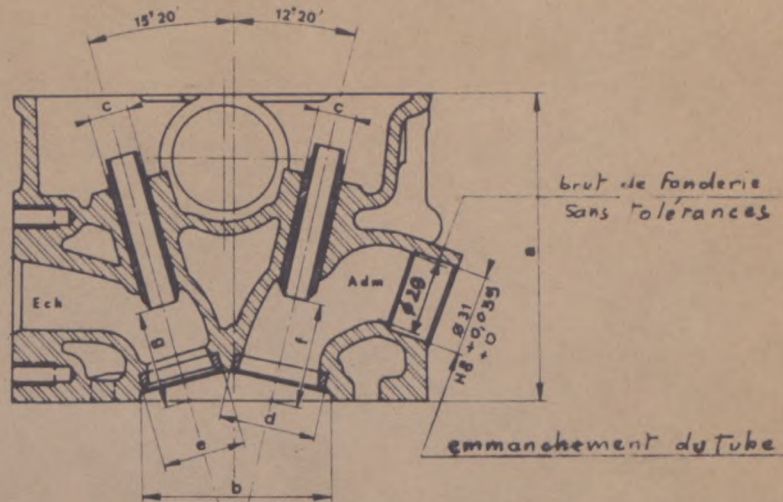 15°20'
12°20'
c
c
brut de fonderie
sans tolérances
a
Ech
Adm
ø29
Ø31
H8 +0,039
+0
g
f
d
e
b
emmanchement du tube